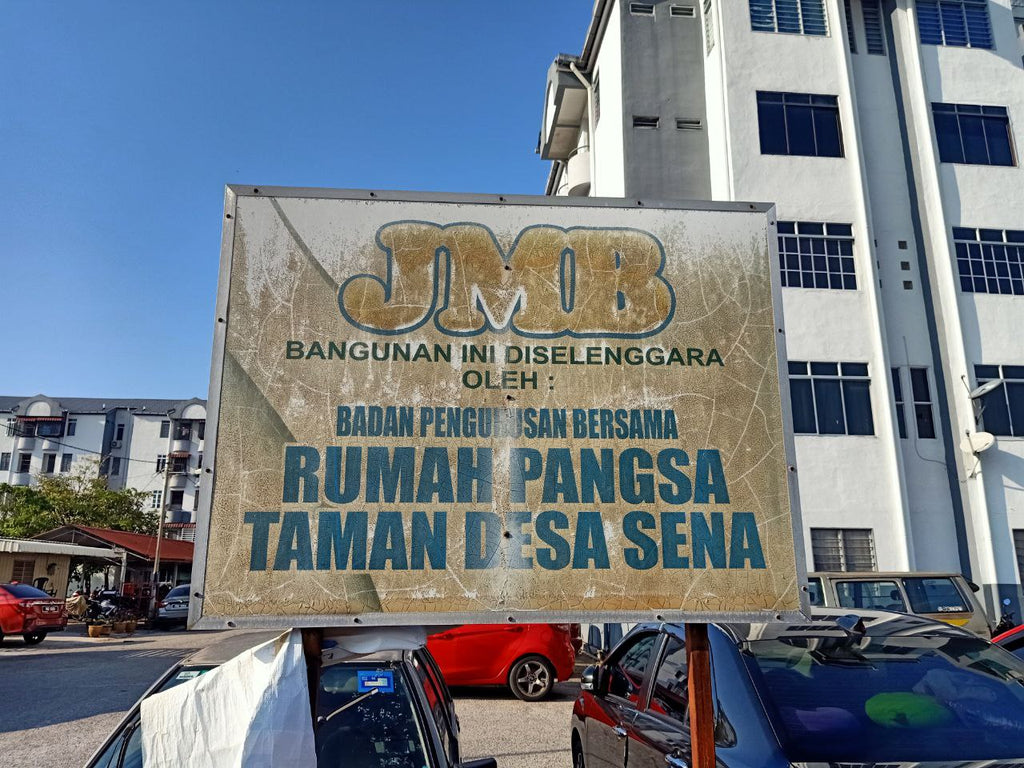 JMB
BANGUNAN INI DISELENGGARA
OLEH :
BADAN PENGURUSAN BERSAMA
RUMAH PANGSA
TAMAN DESA SENA